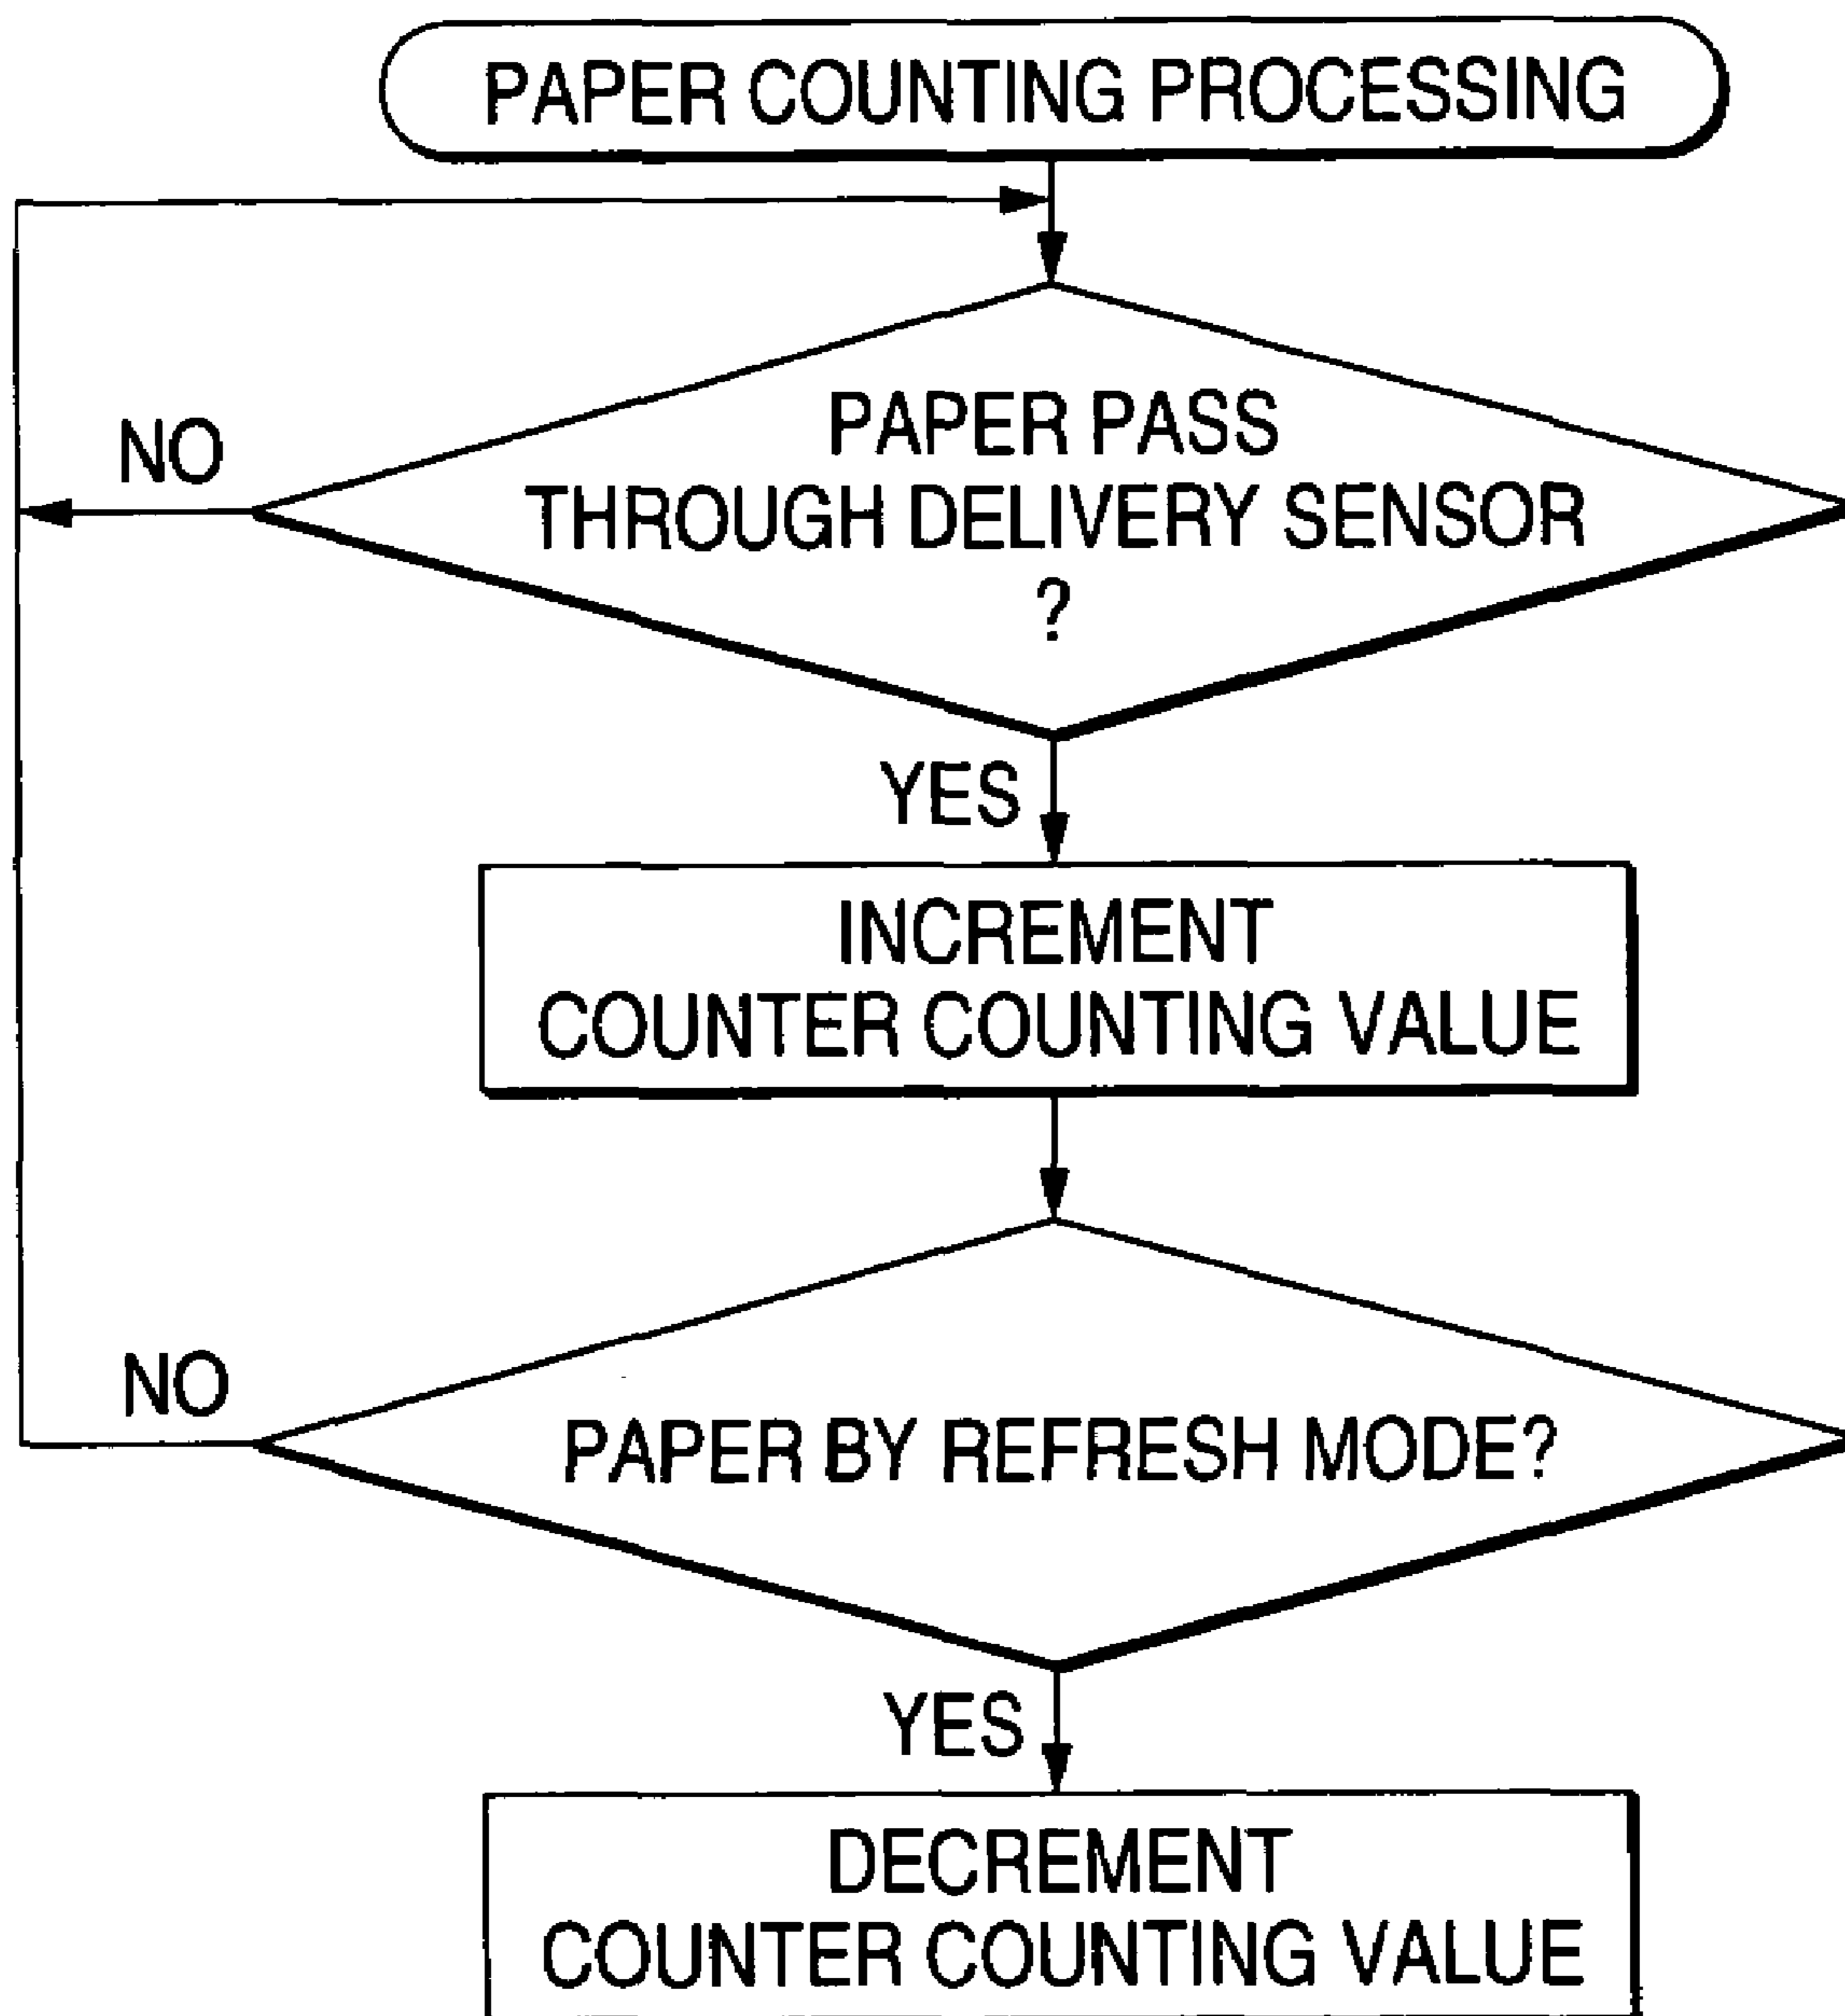 PAPER COUNTING PROCESSING
PAPER PASS
THROUGH DELIVERY SENSOR
?
NO
YES
INCREMENT
COUNTER COUNTING VALUE
PAPER BY REFRESH MODE?
NO
YES
DECREMENT
COUNTER COUNTING VALUE